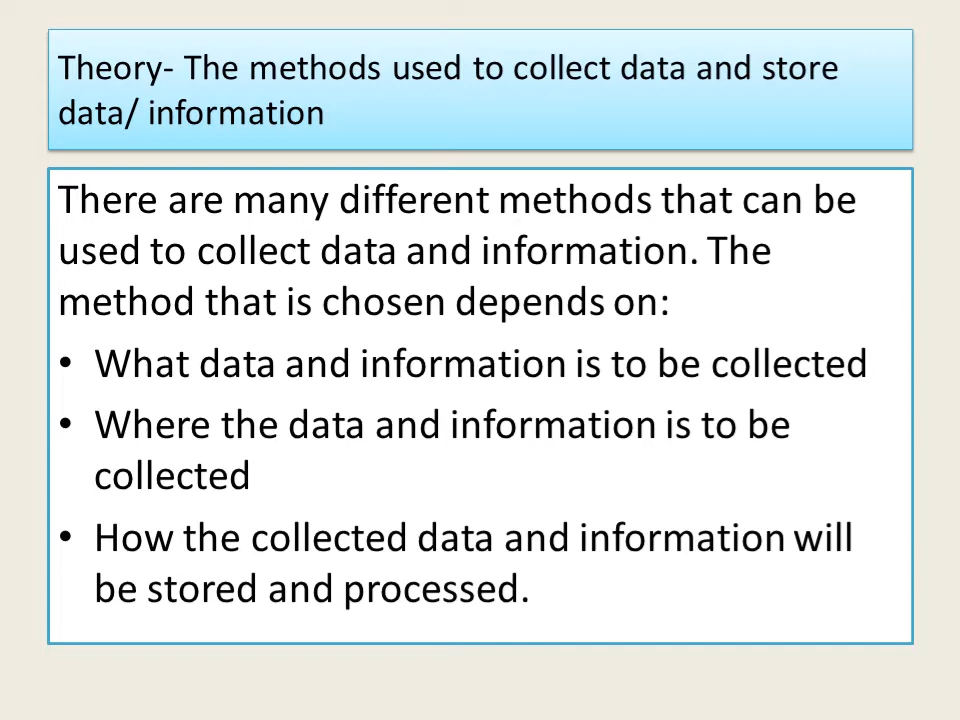 Theory- The methods used to collect data and store
data/ information
There are many different methods that can be
used to collect data and information. The
method that is chosen depends on:
• What data and information is to be collected
• Where the data and information is to be
collected
• How the collected data and information will
be stored and processed.